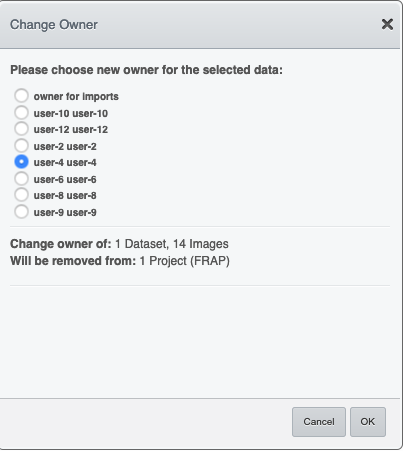 Change Owner
Please choose new owner for the selected data:
owner for imports
user-10 user-10
user-12 user-12
user-2 user-2
user-4 user-4
user-6 user-6
user-8 user-8
user-9 user-9
Change owner of: 1 Dataset, 14 Images
Will be removed from: 1 Project (FRAP)
Cancel OK